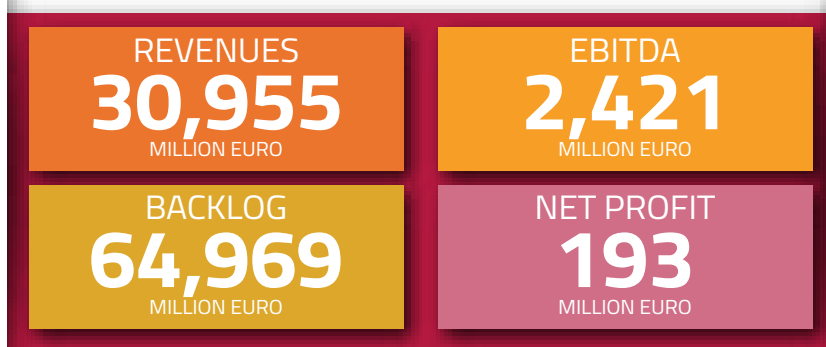 REVENUES
30,955
MILLION EURO
EBITDA
2,421
MILLION EURO
BACKLOG
64,969
MILLION EURO
NET PROFIT
193
MILLION EURO